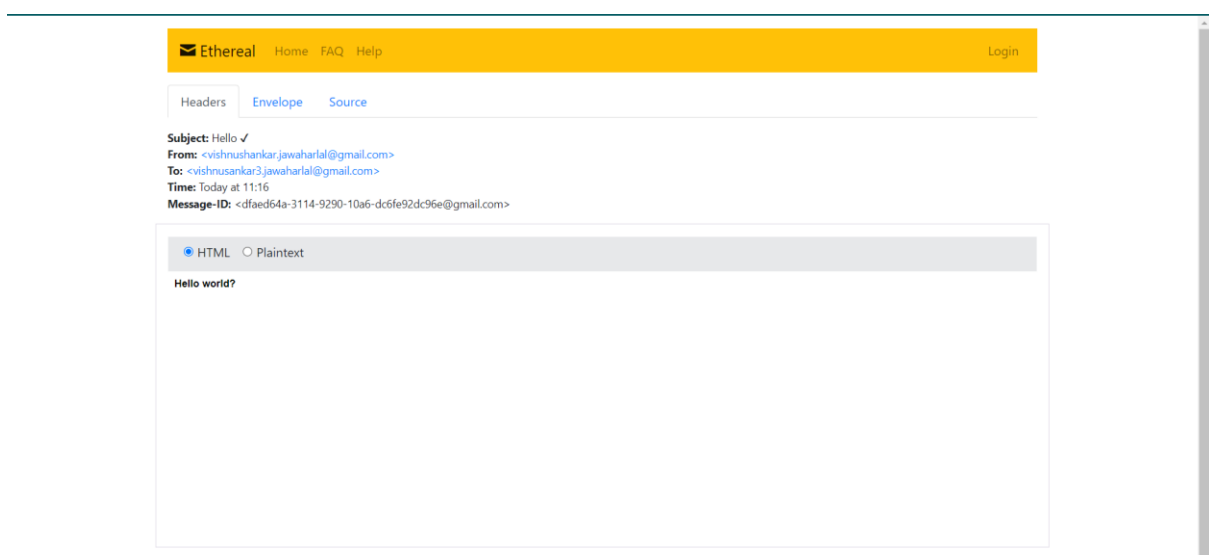 Ethereal Home FAQ Help Login
Headers Envelope Source
Subject: Hello ✓
From: <vishnushankar.jawaharlal@gmail.com>
To: <vishnusankar3.jawaharlal@gmail.com>
Time: Today at 11:16
Message-ID: <dfaed64a-3114-9290-10a6-dc6fe92dc96e@gmail.com>
HTML Plaintext
Hello world?